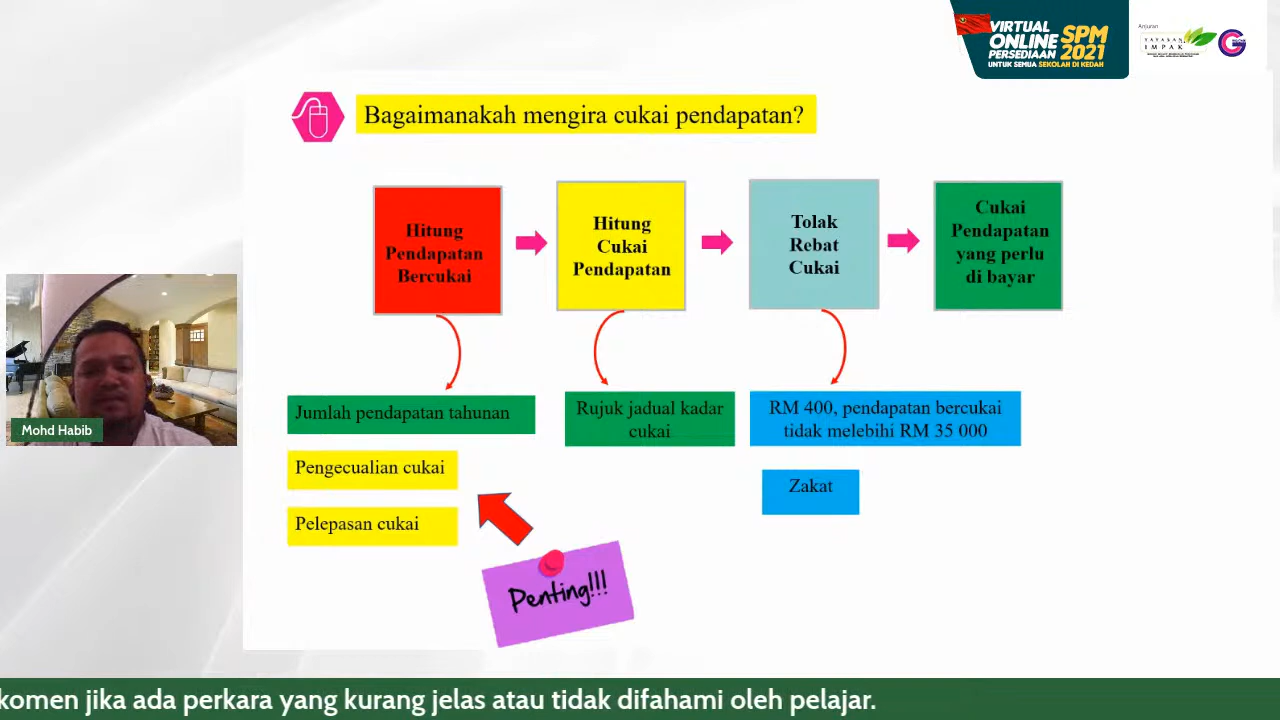 VIRTUAL
ONLINE
PERSEDIAAN
SPM
2021
UNTUK SEMUA SEKOLAH DI KEDAH
Anjuran
YAYASAN
IMPAK
Bagaimanakah mengira cukai pendapatan?
Hitung
Pendapatan
Bercukai
Hitung
Cukai
Pendapatan
Tolak
Rebat
Cukai
Cukai
Pendapatan
yang perlu
di bayar
Jumlah pendapatan tahunan
Pengecualian cukai
Pelepasan cukai
Rujuk jadual kadar
cukai
RM 400, pendapatan bercukai
tidak melebihi RM 35 000
Zakat
Penting!!!
Mohd Habib
komen jika ada perkara yang kurang jelas atau tidak difahami oleh pelajar.